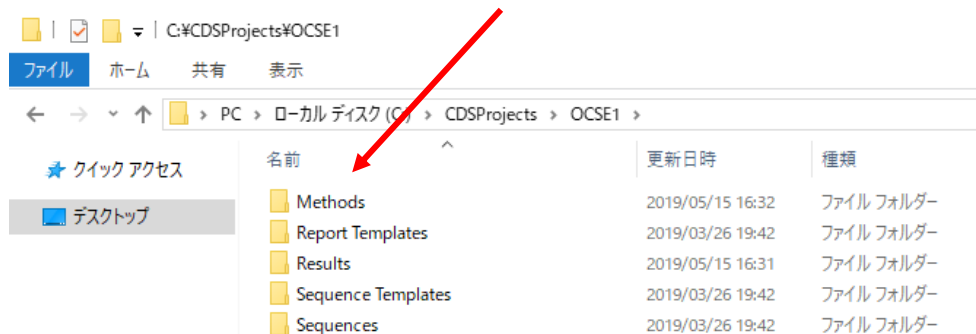 C:¥CDSProjects¥OCSE1
ファイル ホーム 共有 表示
PC > ローカル ディスク (C:) > CDSProjects > OCSE1 >
クイック アクセス
デスクトップ
名前 更新日時 種類
Methods 2019/05/15 16:32 ファイル フォルダー
Report Templates 2019/03/26 19:42 ファイル フォルダー
Results 2019/05/15 16:31 ファイル フォルダー
Sequence Templates 2019/03/26 19:42 ファイル フォルダー
Sequences 2019/03/26 19:42 ファイル フォルダー